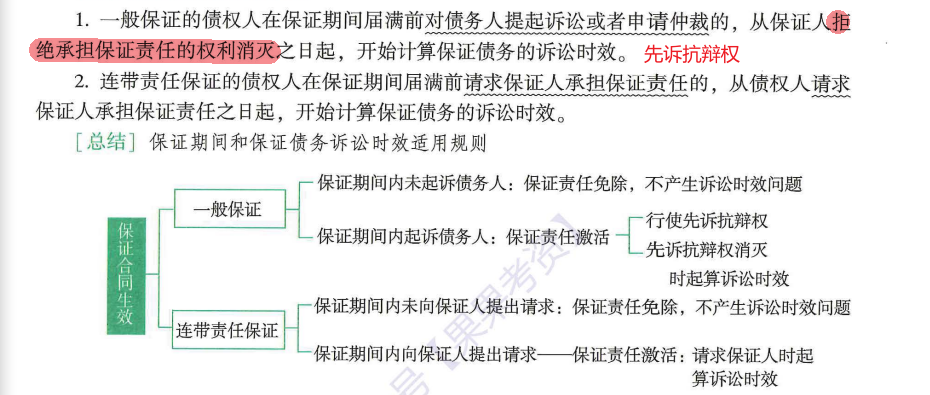 1. 一般保证的债权人在保证期间届满前对债务人提起诉讼或者申请仲裁的，从保证人拒
绝承担保证责任的权利消灭之日起，开始计算保证债务的诉讼时效。 先诉抗辩权
2. 连带责任保证的债权人在保证期间届满前请求保证人承担保证责任的，从债权人请求
保证人承担保证责任之日起，开始计算保证债务的诉讼时效。
[总结] 保证期间和保证债务诉讼时效适用规则
保证合同生效
一般保证
保证期间内未起诉债务人：保证责任免除，不产生诉讼时效问题
保证期间内起诉债务人：保证责任激活
行使先诉抗辩权
先诉抗辩权消灭
时起算诉讼时效
连带责任保证
保证期间内未向保证人提出请求：保证责任免除，不产生诉讼时效问题
保证期间内向保证人提出请求——保证责任激活：请求保证人时起
算诉讼时效
号【果果考资】